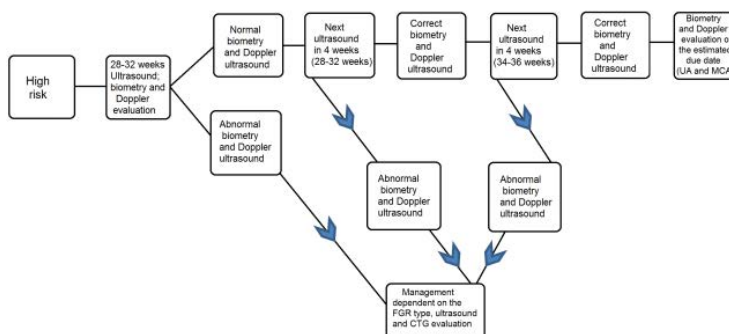 High
risk
28-32 weeks
Ultrasound;
biometry and
Doppler
evaluation
Normal
biometry and
Doppler
ultrasound
Next
ultrasound
in 4 weeks
(28-32 weeks)
Correct
biometry
and
Doppler
ultrasound
Next
ultrasound
in 4 weeks
(34-36 weeks)
Correct
biometry
and
Doppler
ultrasound
Biometry
and Doppler
evaluation o
the estimated
due date
(UA and MCA
Abnormal
biometry
and Doppler
ultrasound
Abnormal
biometry
and Doppler
ultrasound
Abnormal
biometry
and Doppler
ultrasound
Management
dependent on the
FGR type, ultrasound
and CTG evaluation